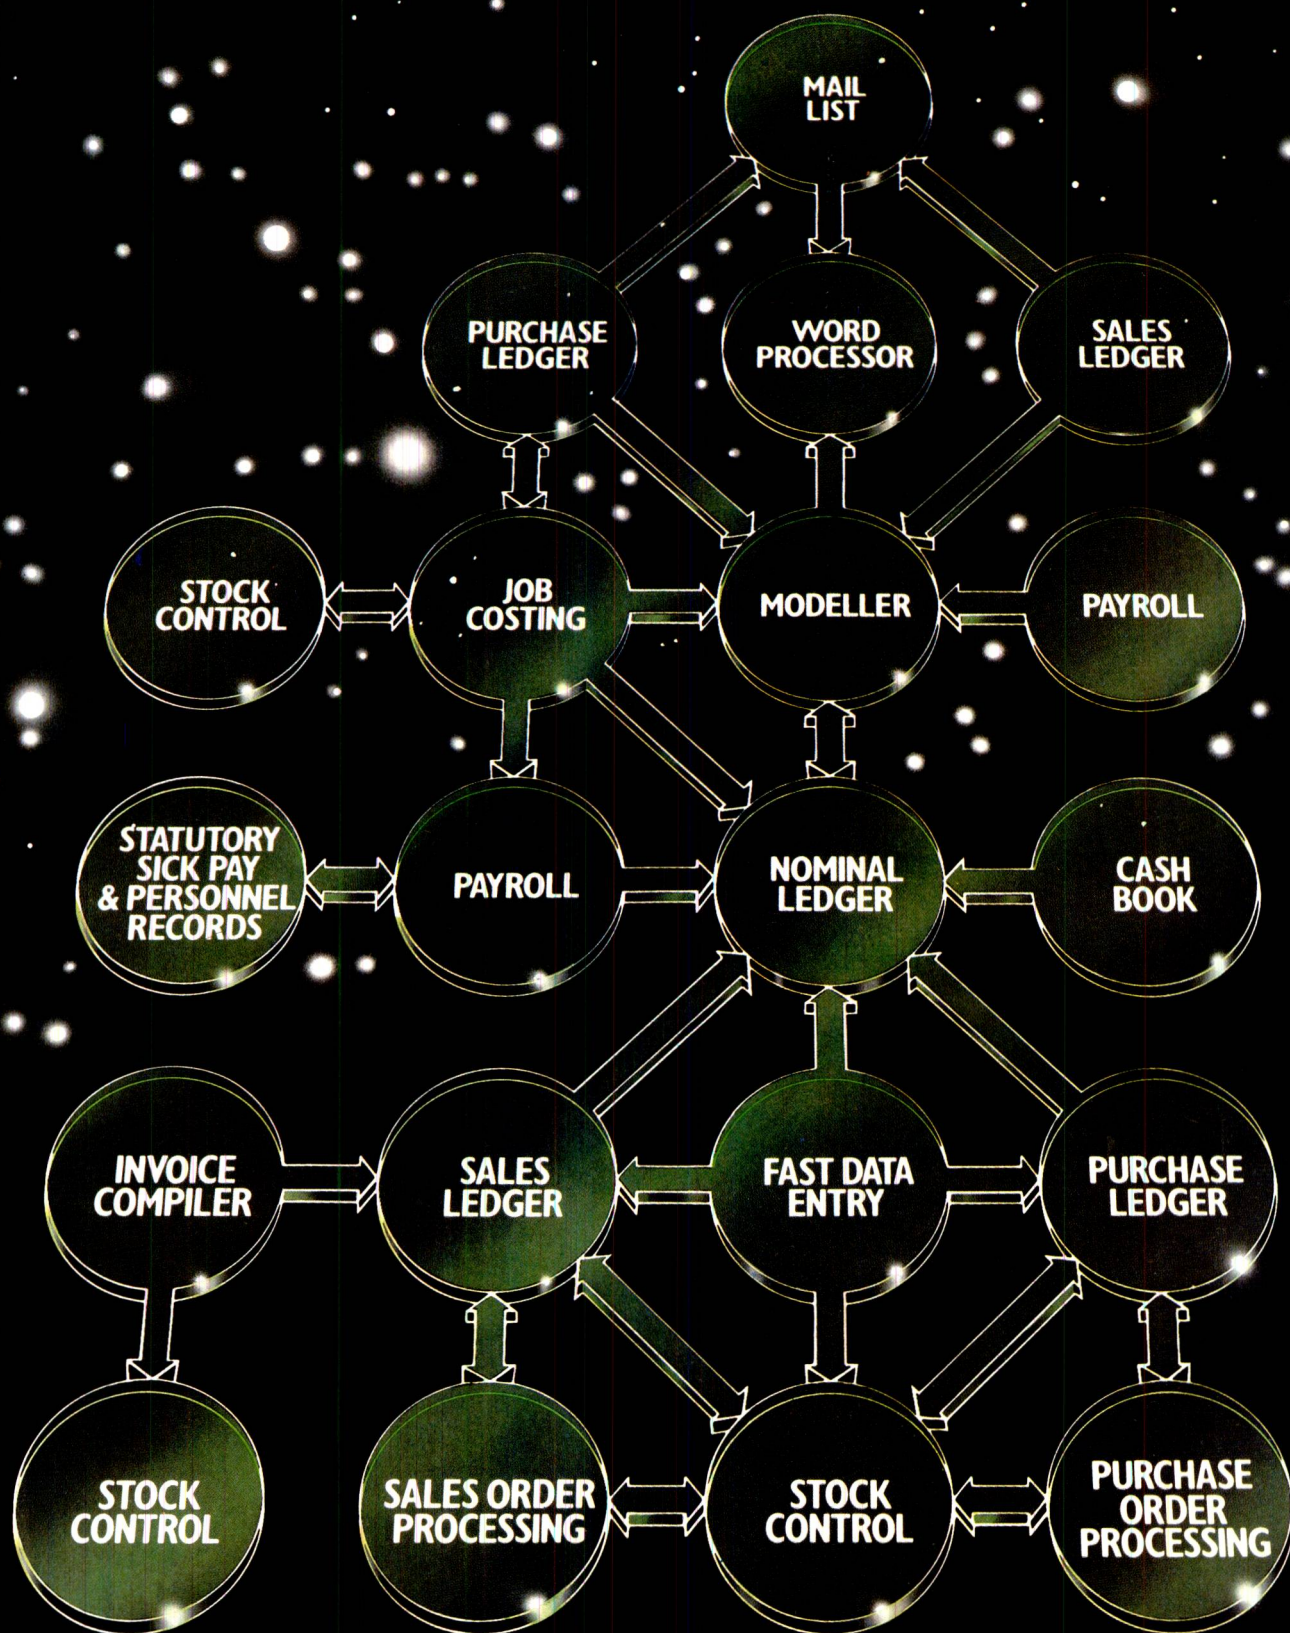 MAIL
LIST
PURCHASE
LEDGER
WORD
PROCESSOR
SALES
LEDGER
STOCK
CONTROL
JOB
COSTING
MODELLER
PAYROLL
STATUTORY
SICK PAY
& PERSONNEL
RECORDS
PAYROLL
NOMINAL
LEDGER
CASH
BOOK
INVOICE
COMPILER
SALES
LEDGER
FAST DATA
ENTRY
PURCHASE
LEDGER
STOCK
CONTROL
SALES ORDER
PROCESSING
STOCK
CONTROL
PURCHASE
ORDER
PROCESSING